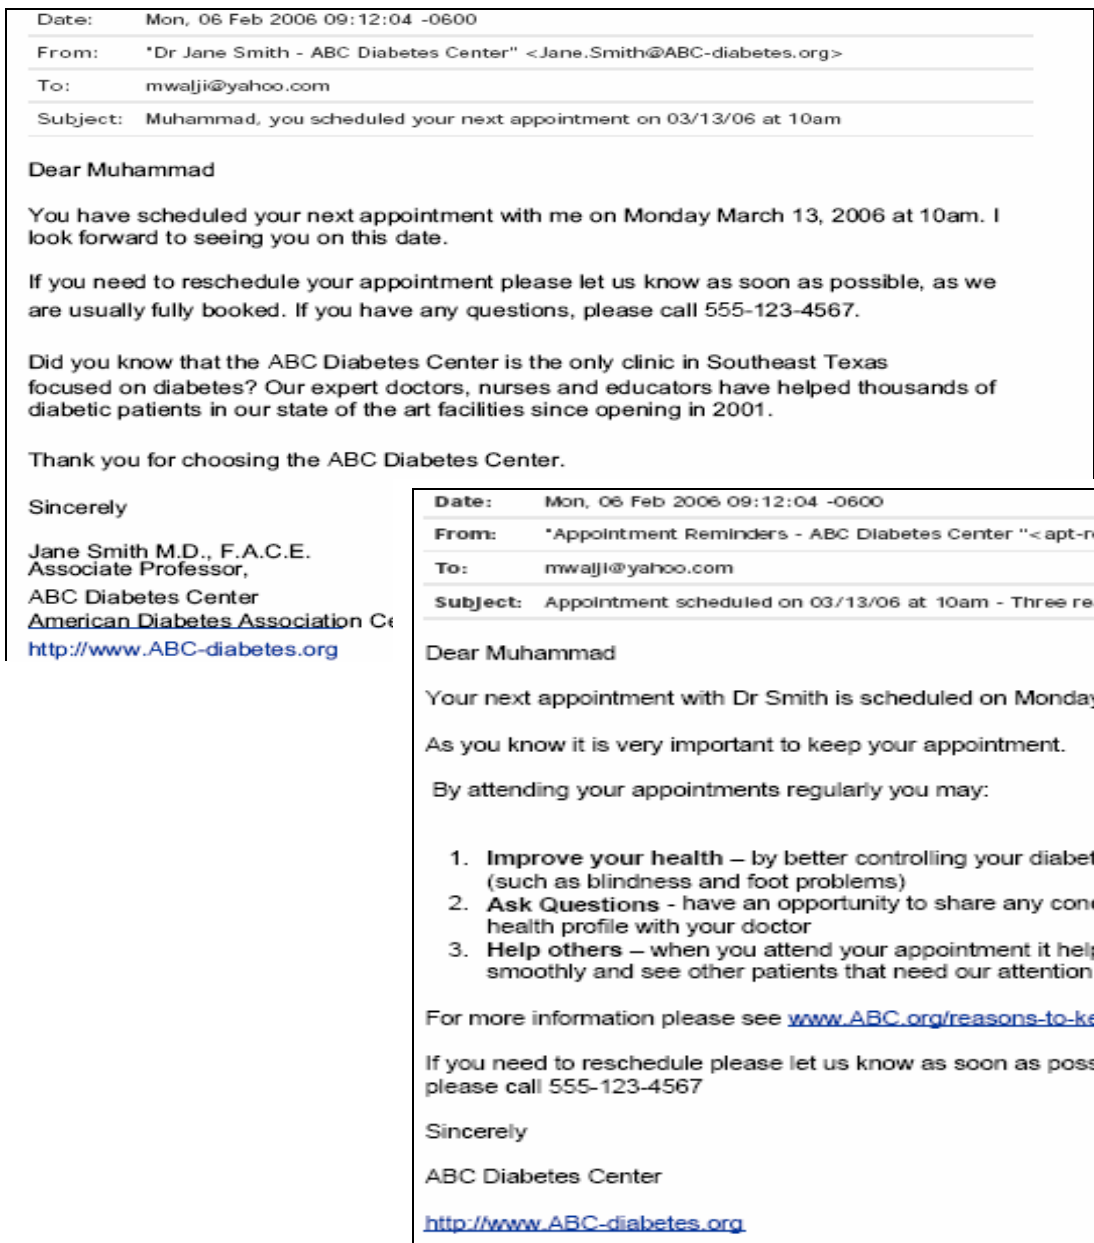 Date: Mon, 06 Feb 2006 09:12:04 -0600
From: "Dr Jane Smith - ABC Diabetes Center" <Jane.Smith@ABC-diabetes.org>
To: mwalji@yahoo.com
Subject: Muhammad, you scheduled your next appointment on 03/13/06 at 10am
Dear Muhammad
You have scheduled your next appointment with me on Monday March 13, 2006 at 10am. I
look forward to seeing you on this date.
If you need to reschedule your appointment please let us know as soon as possible, as we
are usually fully booked. If you have any questions, please call 555-123-4567.
Did you know that the ABC Diabetes Center is the only clinic in Southeast Texas
focused on diabetes? Our expert doctors, nurses and educators have helped thousands of
diabetic patients in our state of the art facilities since opening in 2001.
Thank you for choosing the ABC Diabetes Center.
Sincerely
Jane Smith M.D., F.A.C.E.
Associate Professor,
ABC Diabetes Center
American Diabetes Association
http://www.ABC-diabetes.org
Date: Mon, 06 Feb 2006 09:12:04 -0600
From: "Appointment Reminders - ABC Diabetes Center "<apt-r
To: mwalji@yahoo.com
Subject: Appointment scheduled on 03/13/06 at 10am - Three
Dear Muhammad
Your next appointment with Dr Smith is scheduled on Monday
As you know it is very important to keep your appointment.
By attending your appointments regularly you may:
1. Improve your health – by better controlling your
(such as blindness and foot problems)
2. Ask Questions - have an opportunity to share any
health profile with your doctor
3. Help others – when you attend your appointment it
smoothly and see other patients that need our attention
For more information please see www.ABC.org/reasons-to-ke
If you need to reschedule please let us know as soon as
please call 555-123-4567
Sincerely
ABC Diabetes Center
http://www.ABC-diabetes.org